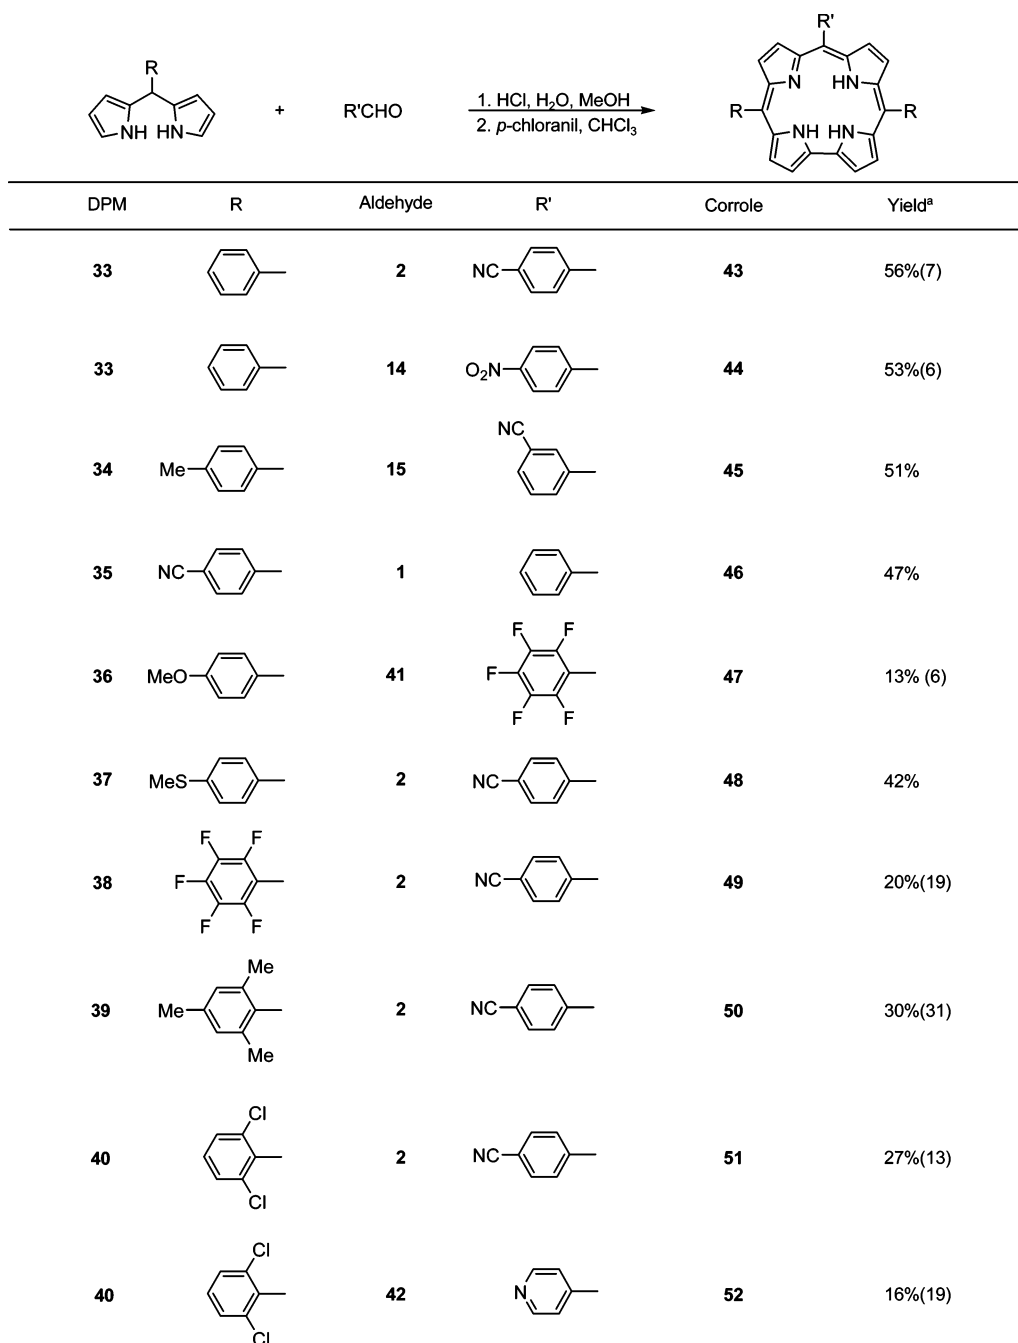 R'
R
N HN
+ R'CHO 1. HCl, H₂O, MeOH
NH HN 2. p-chloranil, CHCl₃ R R
NH HN
DPM R Aldehyde R' Corrole Yieldᵃ
33 2 NC 43 56%(7)
33 14 O₂N 44 53%(6)
NC
34 Me 15 45 51%
35 NC 1 46 47%
F F
36 MeO 41 F 47 13% (6)
F F
37 MeS 2 NC 48 42%
F F
38 F 2 NC 49 20%(19)
F F
Me
39 Me 2 NC 50 30%(31)
Me
Cl
40 2 NC 51 27%(13)
Cl
Cl
40 42 N 52 16%(19)
Cl